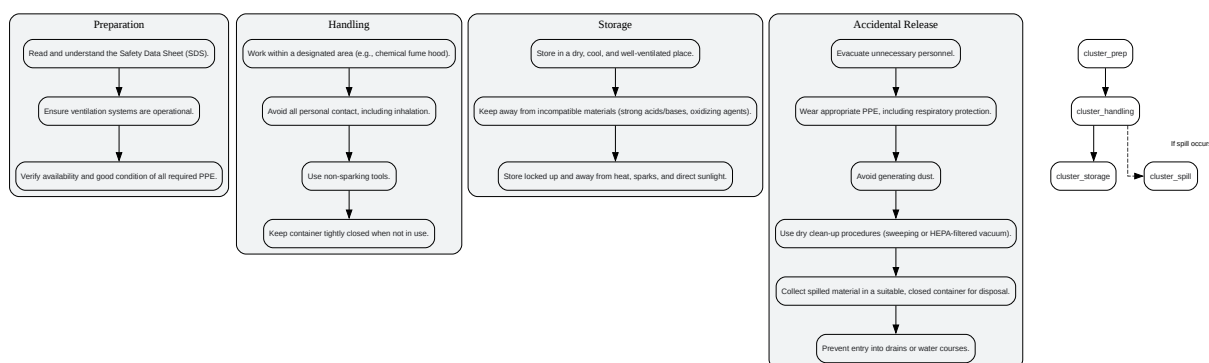 Preparation
Read and understand the Safety Data Sheet (SDS).
Ensure ventilation systems are operational.
Verify availability and good condition of all required PPE.
Handling
Work within a designated area (e.g., chemical fume hood).
Avoid all personal contact, including inhalation.
Use non-sparking tools.
Keep container tightly closed when not in use.
Storage
Store in a dry, cool, and well-ventilated place.
Keep away from incompatible materials (strong acids/bases, oxidizing agents).
Store locked up and away from heat, sparks, and direct sunlight.
Accidental Release
Evacuate unnecessary personnel.
Wear appropriate PPE, including respiratory protection.
Avoid generating dust.
Use dry clean-up procedures (sweeping or HEPA-filtered vacuum).
Collect spilled material in a suitable, closed container for disposal.
Prevent entry into drains or water courses.
cluster_prep
cluster_handling
If spill occur
cluster_storage
cluster_spill